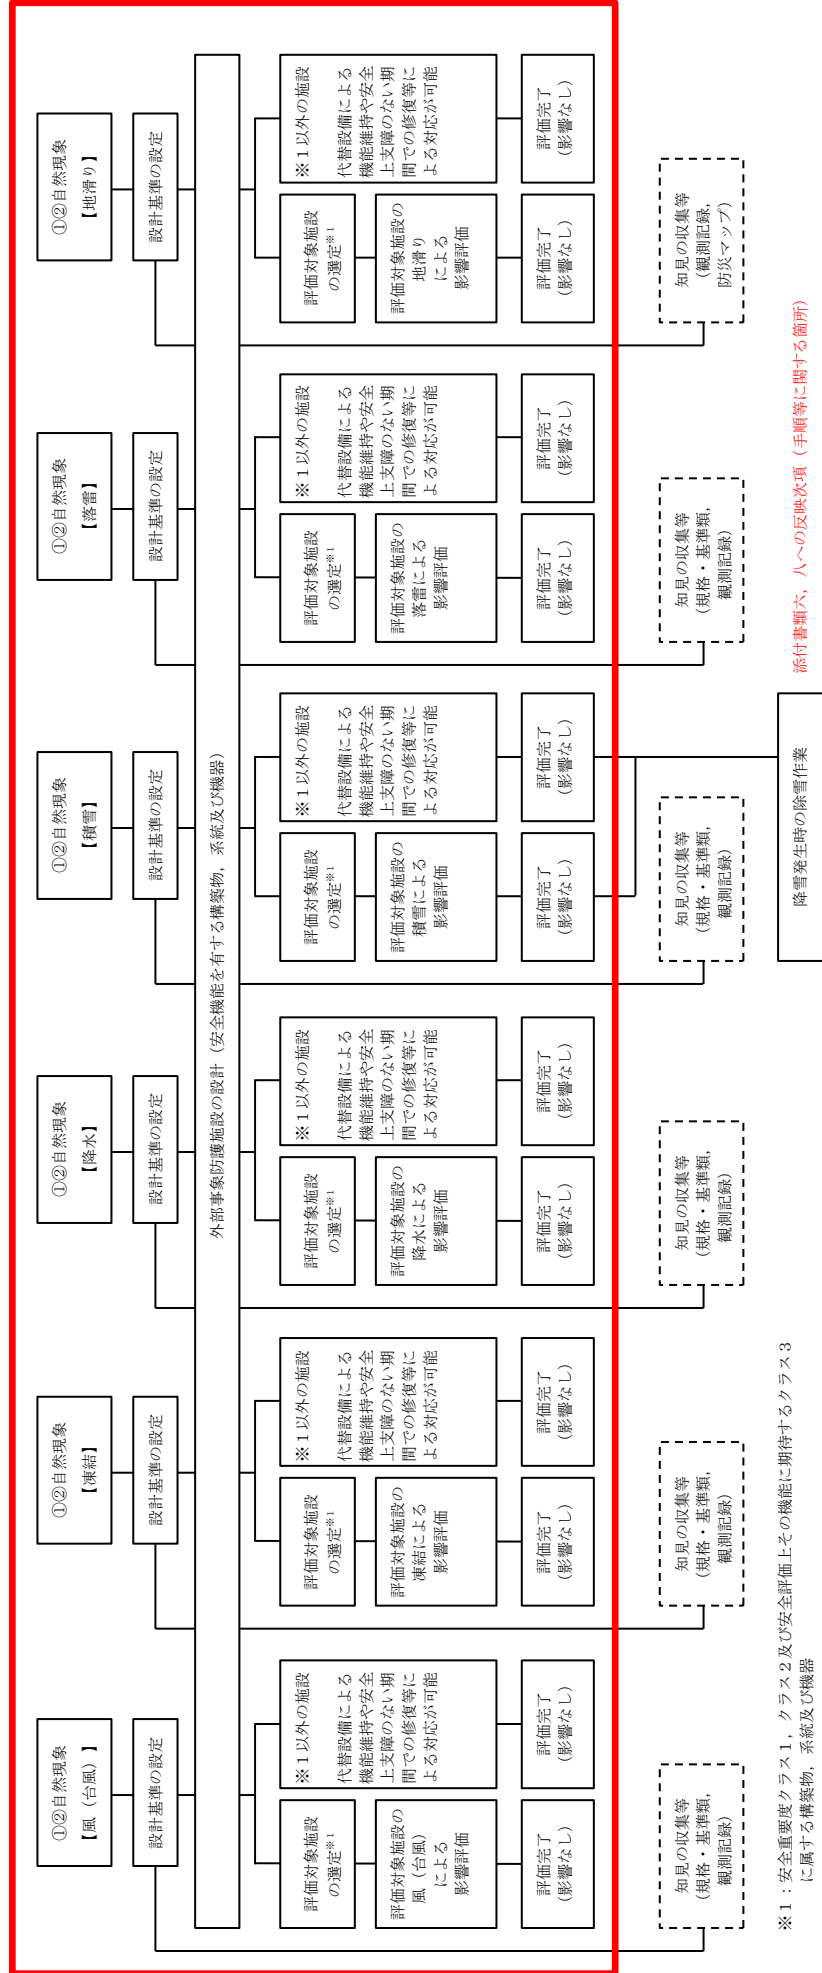 ①②自然現象
【風（台風）】
設計基準の設定
①②自然現象
【凍結】
設計基準の設定
①②自然現象
【降水】
設計基準の設定
①②自然現象
【積雪】
設計基準の設定
①②自然現象
【落雷】
設計基準の設定
①②自然現象
【地滑り】
設計基準の設定
外部事象防護施設の設計（安全機能を有する構築物，系統及び機器）
評価対象施設
の選定※1
評価対象施設の
風（台風）
による
影響評価
評価完了
(影響なし)
※１以外の施設
代替設備による
機能維持や安全
上支障のない期
間での修復等に
よる対応が可能
評価完了
(影響なし)
評価対象施設
の選定※1
評価対象施設の
凍結による
影響評価
評価完了
(影響なし)
※１以外の施設
代替設備による
機能維持や安全
上支障のない期
間での修復等に
よる対応が可能
評価完了
(影響なし)
評価対象施設
の選定※1
評価対象施設の
降水による
影響評価
評価完了
(影響なし)
※１以外の施設
代替設備による
機能維持や安全
上支障のない期
間での修復等に
よる対応が可能
評価完了
(影響なし)
評価対象施設
の選定※1
評価対象施設の
積雪による
影響評価
評価完了
(影響なし)
※１以外の施設
代替設備による
機能維持や安全
上支障のない期
間での修復等に
よる対応が可能
評価完了
(影響なし)
評価対象施設
の選定※1
評価対象施設の
落雷による
影響評価
評価完了
(影響なし)
※１以外の施設
代替設備による
機能維持や安全
上支障のない期
間での修復等に
よる対応が可能
評価完了
(影響なし)
評価対象施設
の選定※1
評価対象施設の
地滑り
による
影響評価
評価完了
(影響なし)
※１以外の施設
代替設備による
機能維持や安全
上支障のない期
間での修復等に
よる対応が可能
評価完了
(影響なし)
知見の収集等
(規格・基準類，
観測記録)
知見の収集等
(規格・基準類，
観測記録)
知見の収集等
(規格・基準類，
観測記録)
知見の収集等
(規格・基準類，
観測記録)
知見の収集等
(規格・基準類，
観測記録)
知見の収集等
(観測記録，
防災マップ)
降雪発生時の除雪作業
添付書類六，八への反映次項（手順等に関する箇所）
※１：安全重要度クラス１，クラス２及び安全評価上その機能に期待するクラス３
に属する構築物，系統及び機器